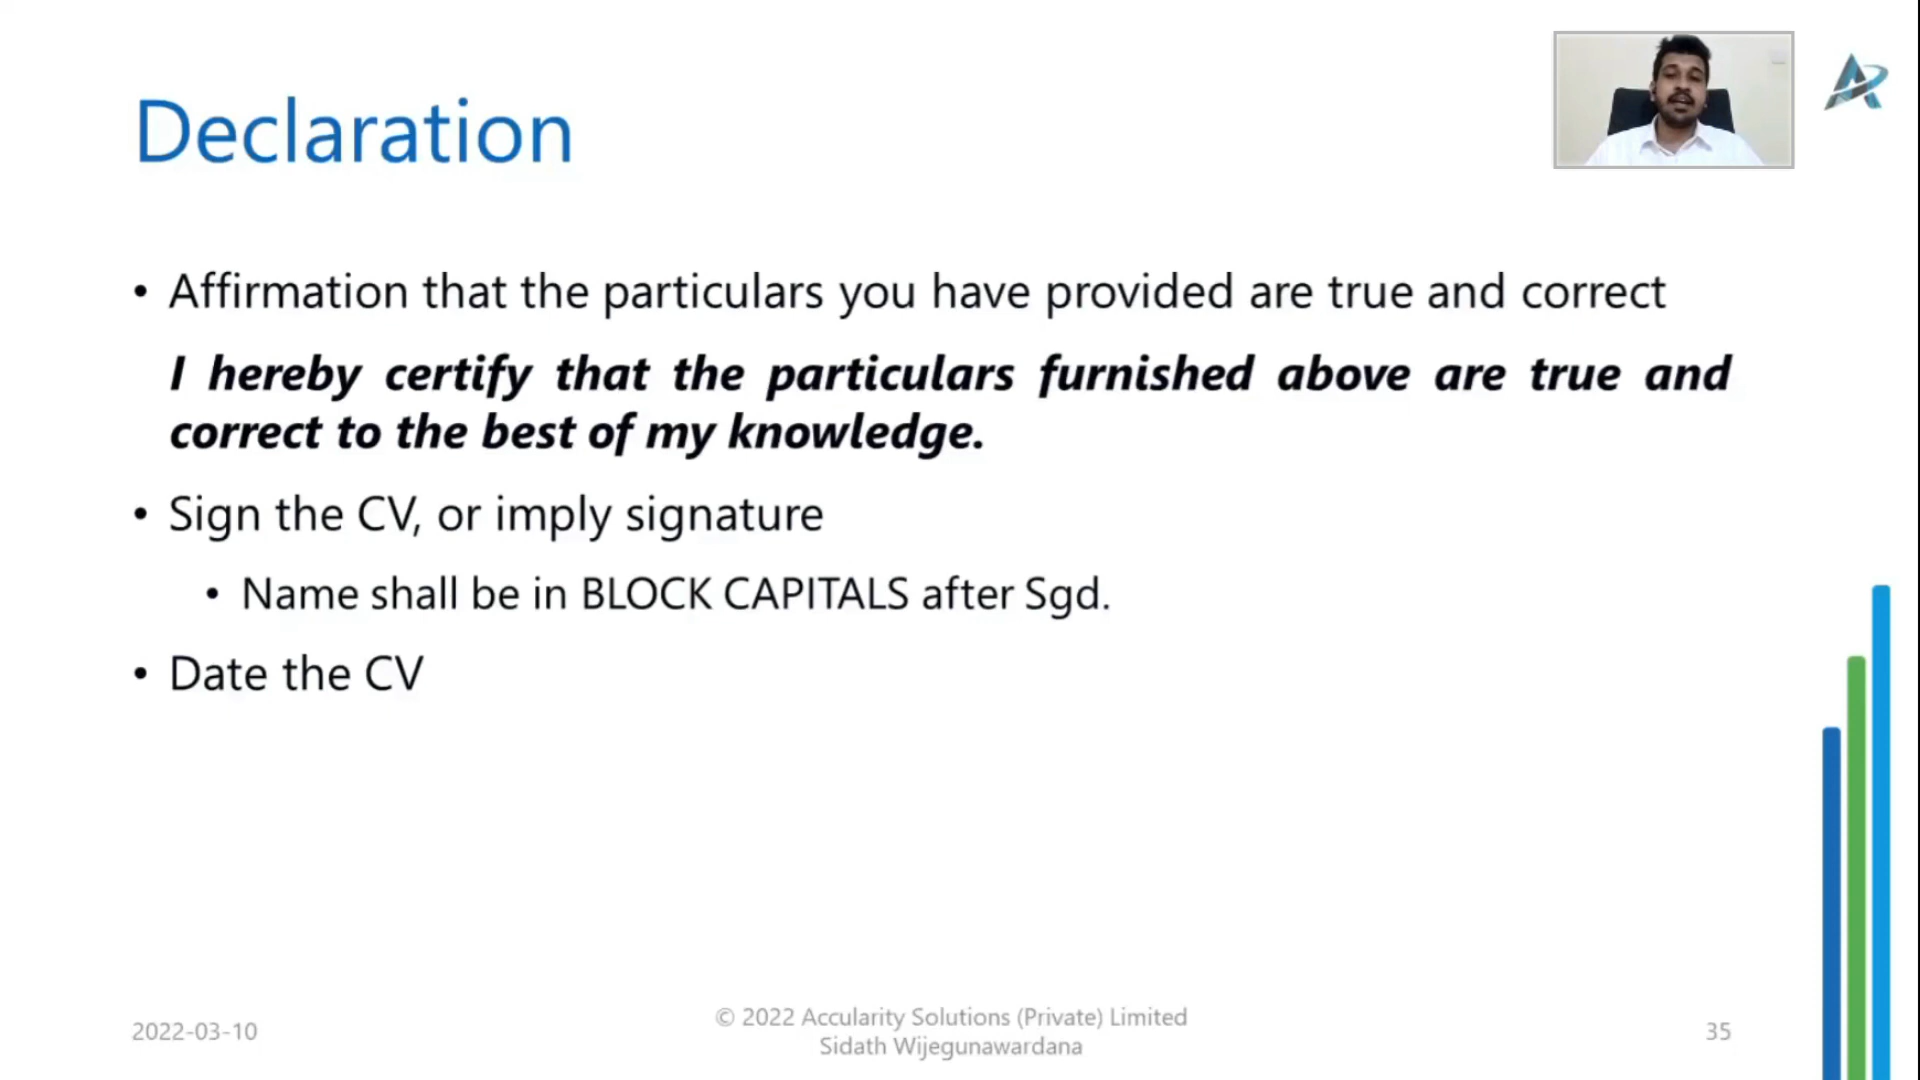 Declaration
• Affirmation that the particulars you have provided are true and correct
I hereby certify that the particulars furnished above are true and
correct to the best of my knowledge.
• Sign the CV, or imply signature
• Name shall be in BLOCK CAPITALS after Sgd.
• Date the CV
2022-03-10
© 2022 Accularity Solutions (Private) Limited
Sidath Wijegunawardana
35